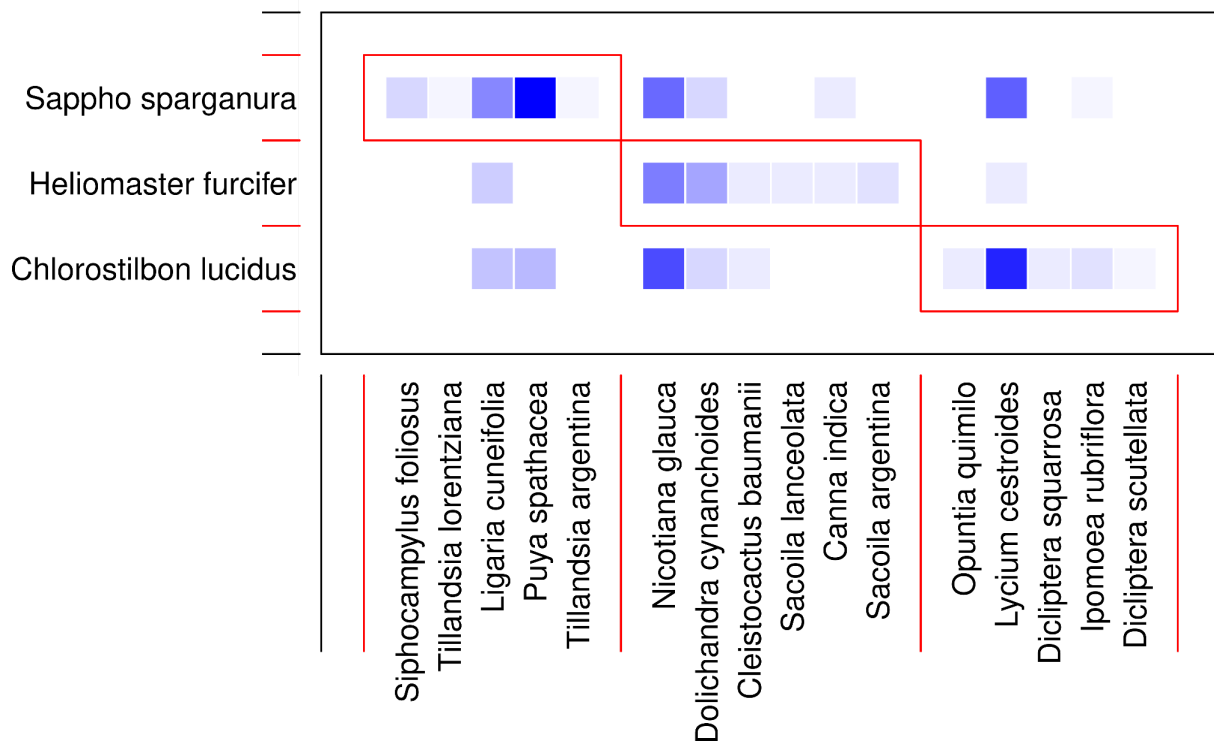 Sappho sparganura
Heliomaster furcifer
Chlorostilbon lucidus
Siphocampylus foliosus
Tillandsia lorentziana
Ligaria cuneifolia
Puya spathacea
Tillandsia argentina
Nicotiana glauca
Dolichandra cynanchoides
Cleistocactus baumanii
Sacoila lanceolata
Canna indica
Sacoila argentina
Opuntia quimilo
Lycium cestroides
Dicliptera squarrosa
Ipomoea rubriflora
Dicliptera scutellata